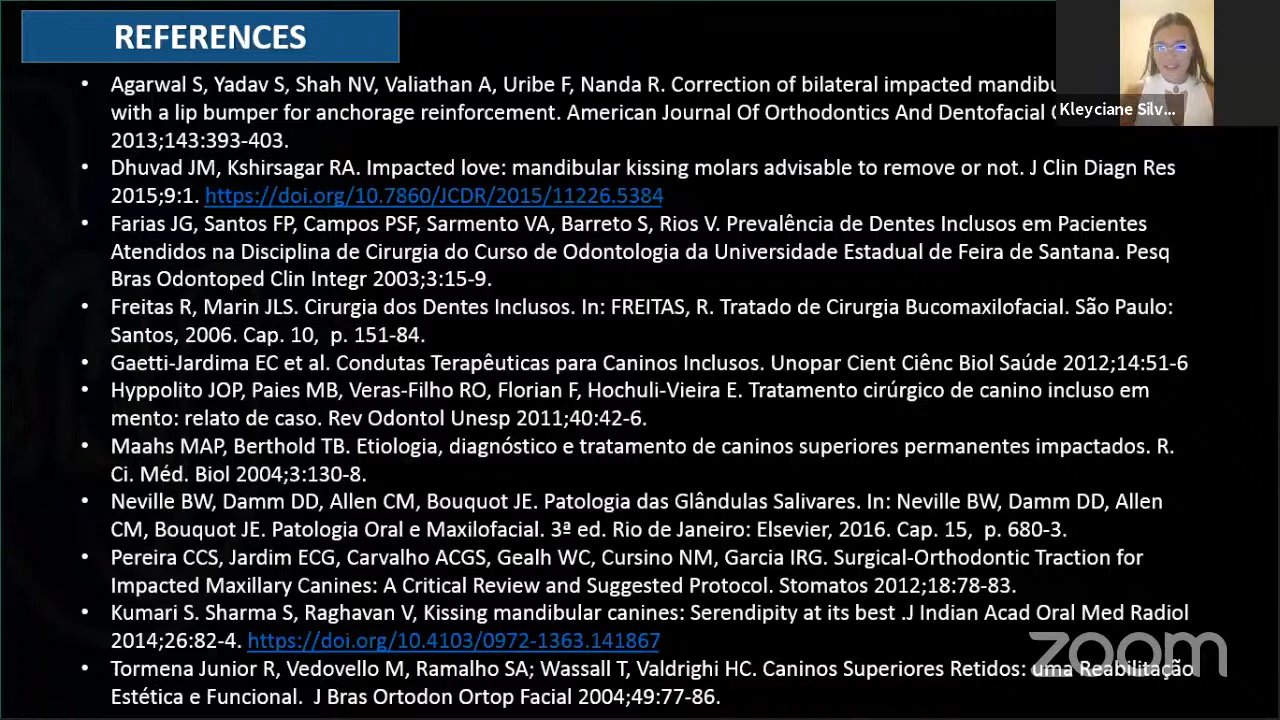 REFERENCES
Kleyciane Silv...
• Agarwal S, Yadav S, Shah NV, Valiathan A, Uribe F, Nanda R. Correction of bilateral impacted
with a lip bumper for anchorage reinforcement. American Journal Of Orthodontics And Dentofacial
2013;143:393-403.
• Dhuvad JM, Kshirsagar RA. Impacted love: mandibular kissing molars advisable to remove or not. J Clin Diagn Res
2015;9:1. https://doi.org/10.7860/JCDR/2015/11226.5384
• Farias JG, Santos FP, Campos PSF, Sarmento VA, Barreto S, Rios V. Prevalência de Dentes Inclusos em Pacientes
Atendidos na Disciplina de Cirurgia do Curso de Odontologia da Universidade Estadual de Feira de Santana. Pesq
Bras Odontoped Clin Integr 2003;3:15-9.
• Freitas R, Marin JLS. Cirurgia dos Dentes Inclusos. In: FREITAS, R. Tratado de Cirurgia Bucomaxilofacial. São Paulo:
Santos, 2006. Cap. 10, p. 151-84.
• Gaetti-Jardima EC et al. Condutas Terapêuticas para Caninos Inclusos. Unopar Cient Ciênc Biol Saúde 2012;14:51-6
• Hyppolito JOP, Paies MB, Veras-Filho RO, Florian F, Hochuli-Vieira E. Tratamento cirúrgico de canino incluso em
mento: relato de caso. Rev Odontol Unesp 2011;40:42-6.
• Maahs MAP, Berthold TB. Etiologia, diagnóstico e tratamento de caninos superiores permanentes impactados. R.
Ci. Méd. Biol 2004;3:130-8.
• Neville BW, Damm DD, Allen CM, Bouquot JE. Patologia das Glândulas Salivares. In: Neville BW, Damm DD, Allen
CM, Bouquot JE. Patologia Oral e Maxilofacial. 3ª ed. Rio de Janeiro: Elsevier, 2016. Cap. 15, p. 680-3.
• Pereira CCS, Jardim ECG, Carvalho ACGS, Gealh WC, Cursino NM, Garcia IRG. Surgical-Orthodontic Traction for
Impacted Maxillary Canines: A Critical Review and Suggested Protocol. Stomatos 2012;18:78-83.
• Kumari S. Sharma S, Raghavan V, Kissing mandibular canines: Serendipity at its best .J Indian Acad Oral Med Radiol
2014;26:82-4. https://doi.org/10.4103/0972-1363.141867
• Tormena Junior R, Vedovello M, Ramalho SA; Wassall T, Valdrighi HC. Caninos Superiores Retidos: uma Reabilitação
Estética e Funcional. J Bras Ortodon Ortop Facial 2004;49:77-86.
zoom